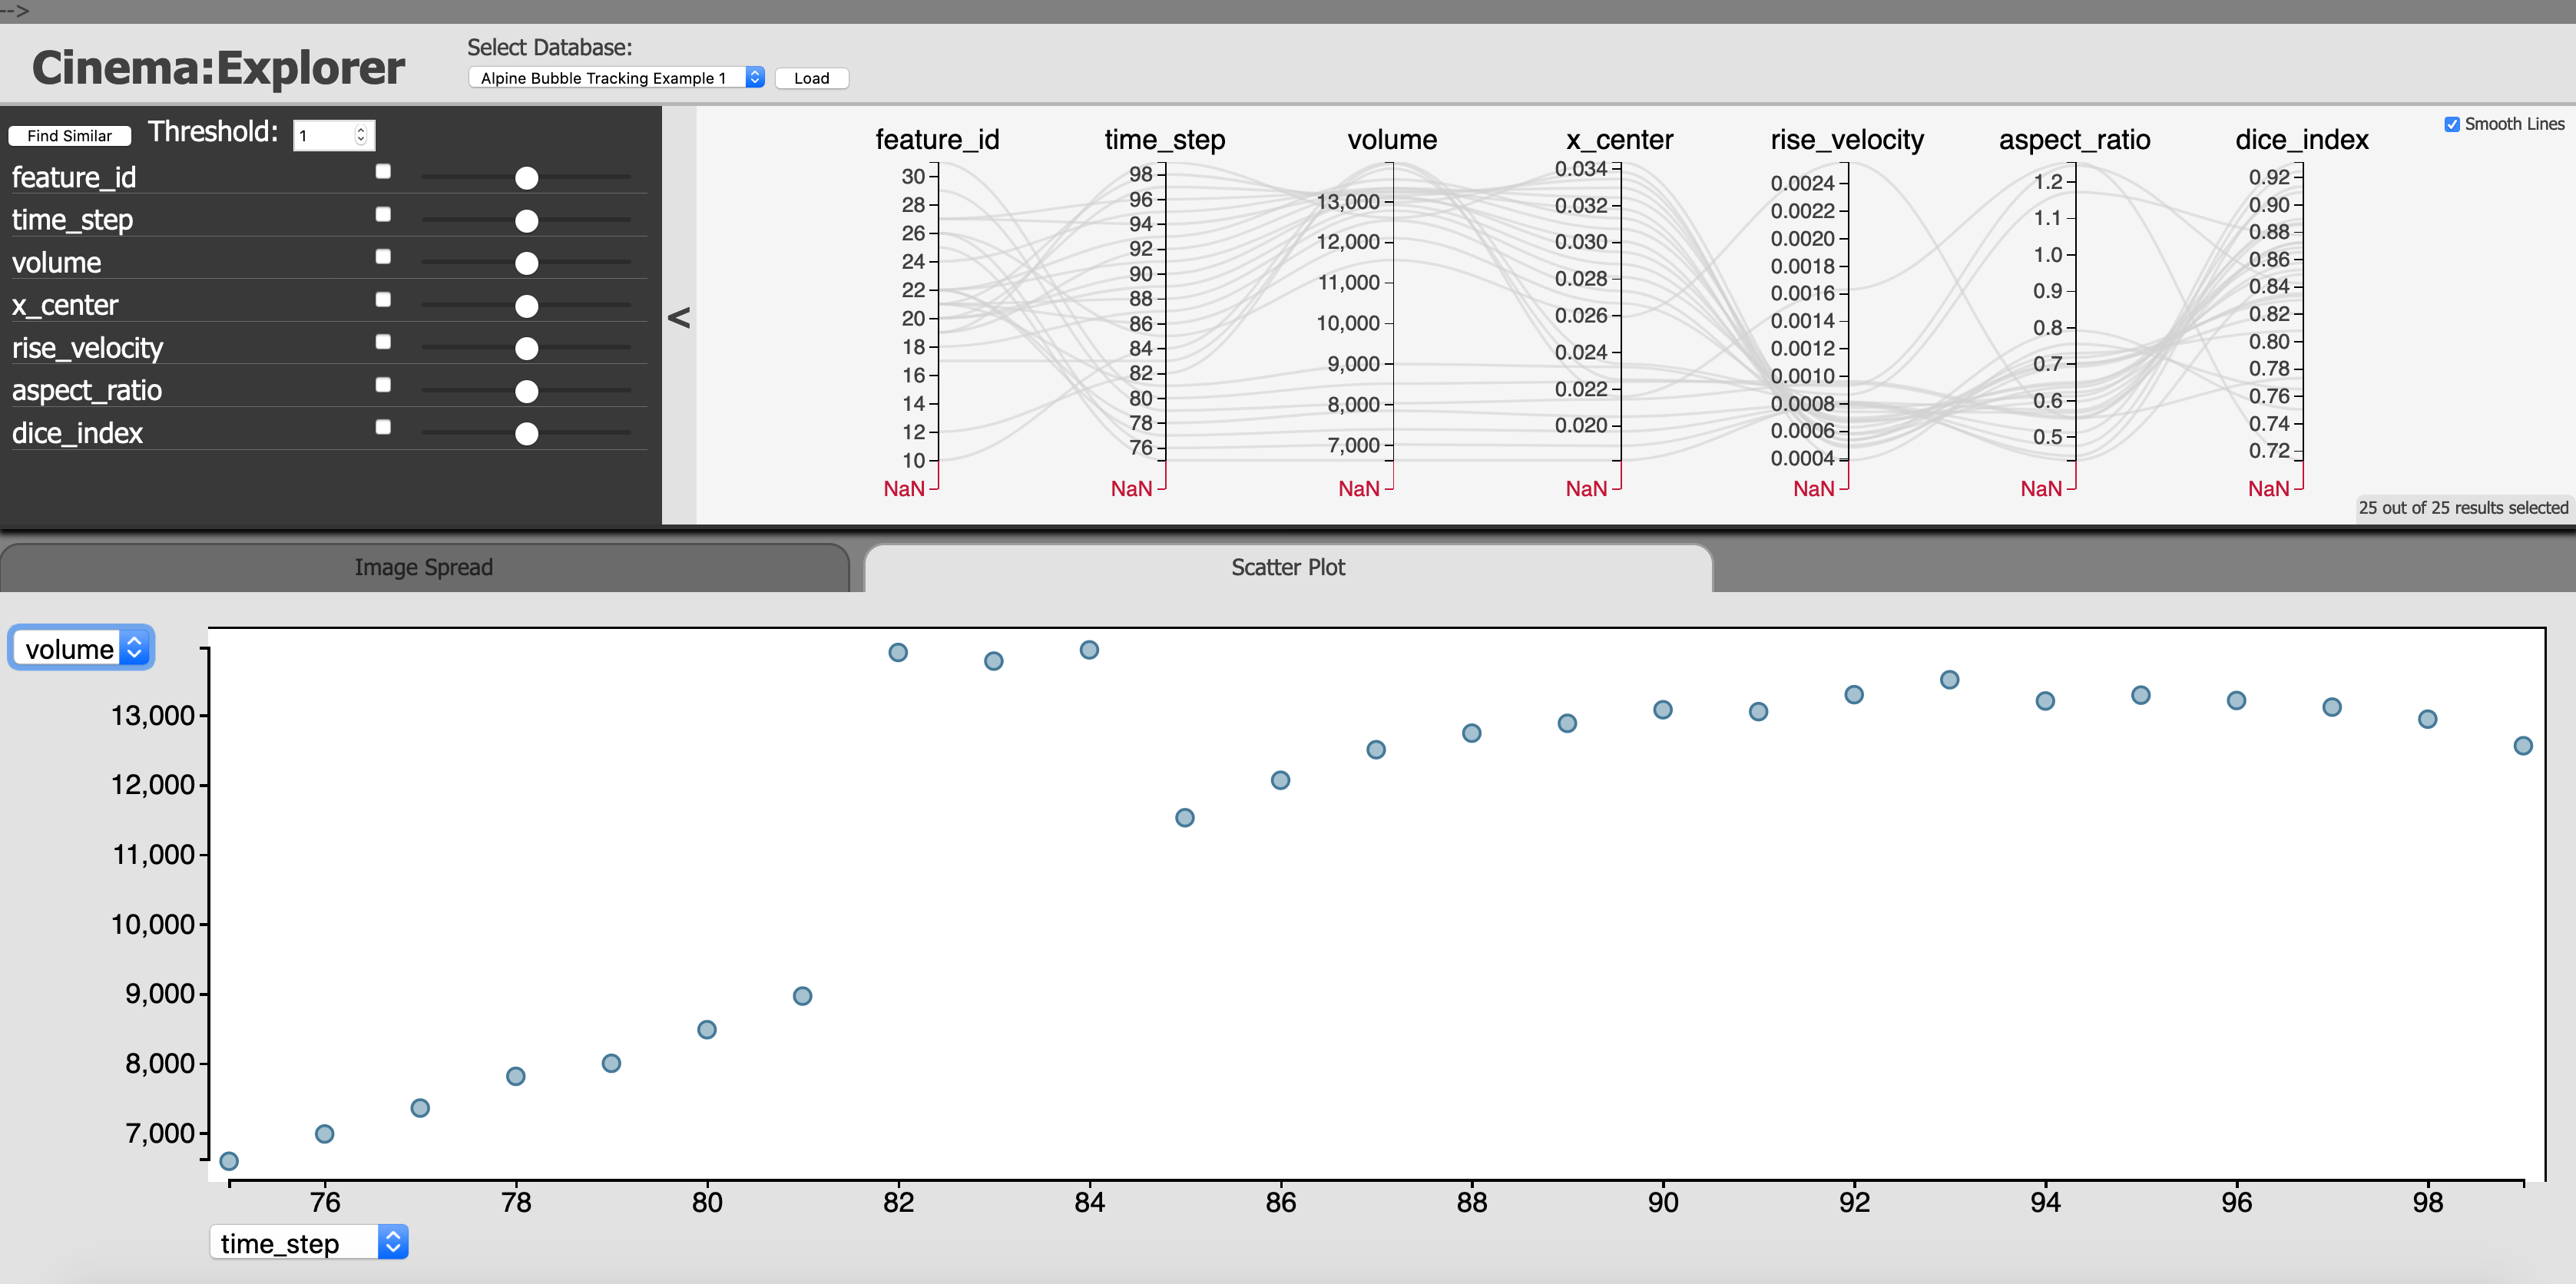 -->
Cinema:Explorer
Select Database:
Alpine Bubble Tracking Example 1
Load
Find Similar
Threshold:
1
feature_id
time_step
volume
x_center
rise_velocity
aspect_ratio
dice_index
<
Smooth Lines
feature_id
30
28
26
24
22
20
18
16
14
12
10
NaN
time_step
98
96
94
92
90
88
86
84
82
80
78
76
NaN
volume
13,000
12,000
11,000
10,000
9,000
8,000
7,000
NaN
x_center
0.034
0.032
0.030
0.028
0.026
0.024
0.022
0.020
NaN
rise_velocity
0.0024
0.0022
0.0020
0.0018
0.0016
0.0014
0.0012
0.0010
0.0008
0.0006
0.0004
NaN
aspect_ratio
1.2
1.1
1.0
0.9
0.8
0.7
0.6
0.5
NaN
dice_index
0.92
0.90
0.88
0.86
0.84
0.82
0.80
0.78
0.76
0.74
0.72
NaN
25 out of 25 results selected
Image Spread
Scatter Plot
volume
13,000
12,000
11,000
10,000
9,000
8,000
7,000
76 78 80 82 84 86 88 90 92 94 96 98
time_step